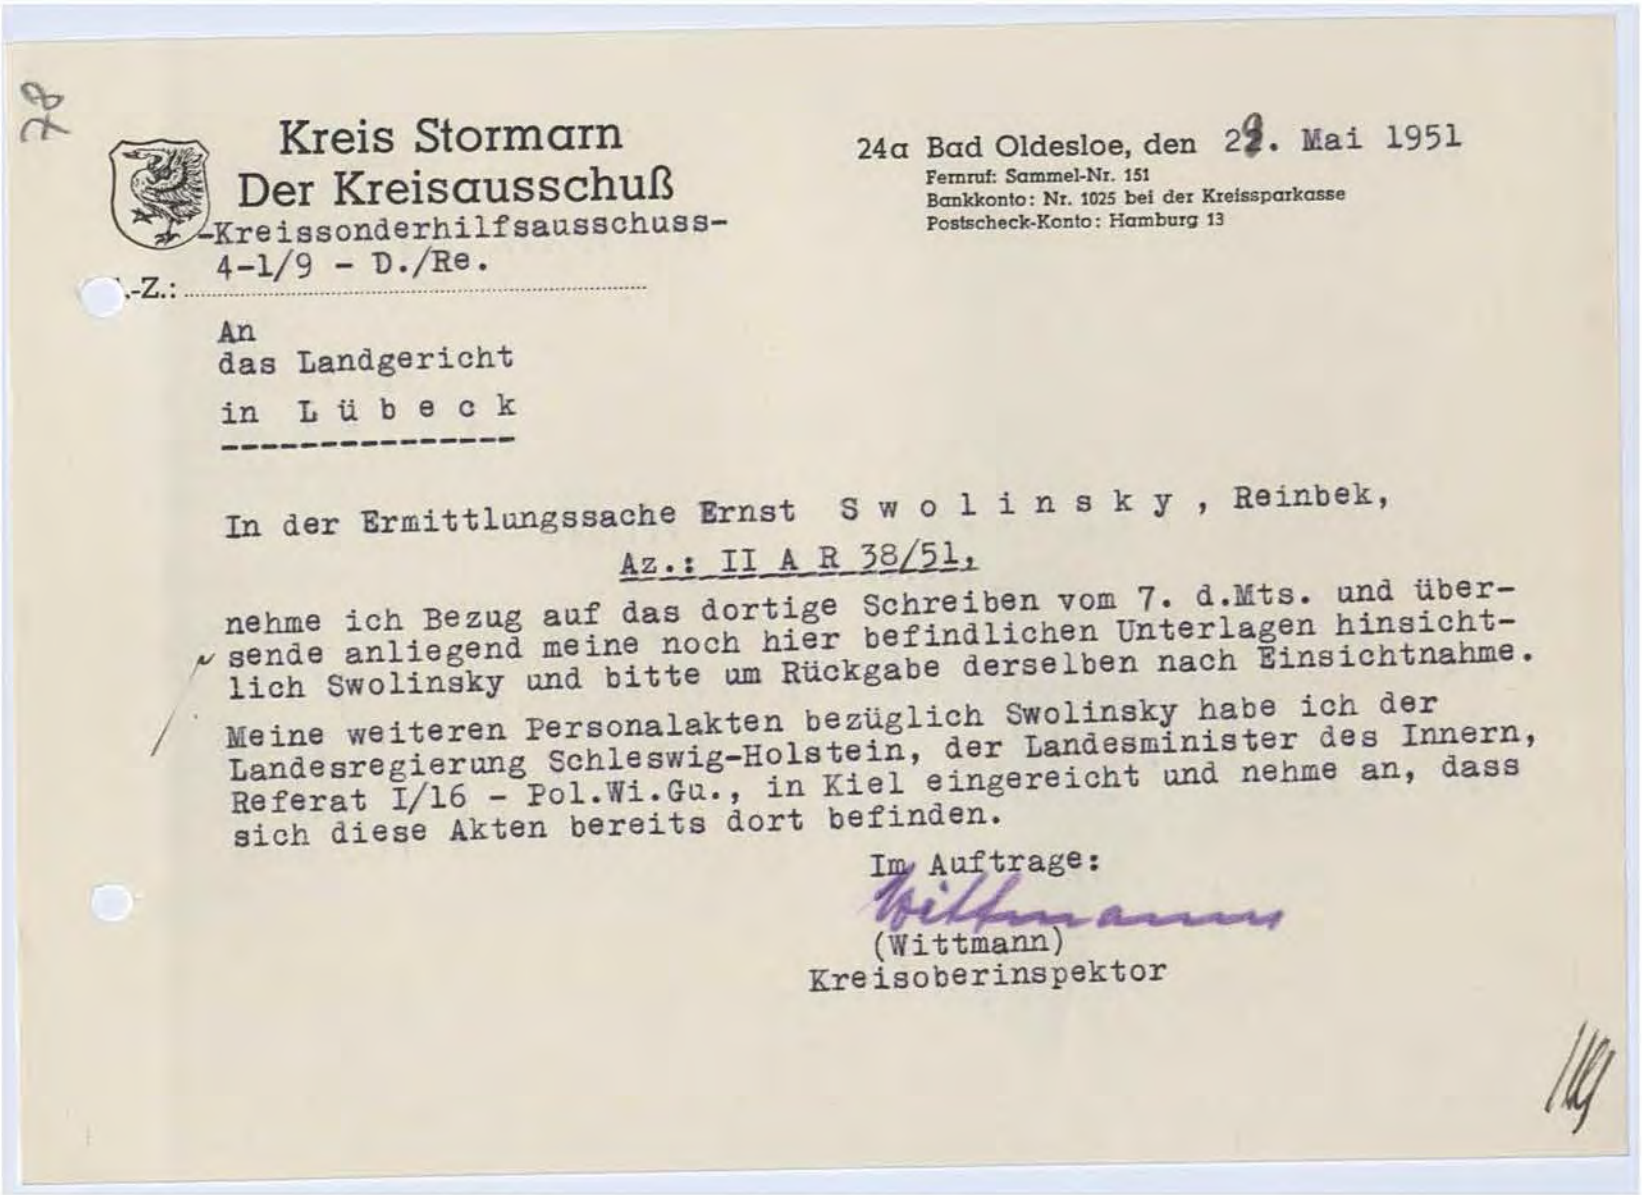 78
Kreis Stormarn
Der Kreisausschuß
-Kreissonderhilfsausschuss-
4-1/9 - D./Re.
.-Z.:
24a Bad Oldesloe, den 29. Mai 1951
Fernruf: Sammel-Nr. 151
Bankkonto: Nr. 1025 bei der Kreissparkasse
Postscheck-Konto: Hamburg 13
An
das Landgericht
in L ü b e c k
In der Ermittlungssache Ernst S w o l i n s k y , Reinbek,
Az.: II A R 38/51,
nehme ich Bezug auf das dortige Schreiben vom 7. d.Mts. und über-
sende anliegend meine noch hier befindlichen Unterlagen hinsicht-
lich Swolinsky und bitte um Rückgabe derselben nach Einsichtnahme.
Meine weiteren Personalakten bezüglich Swolinsky habe ich der
Landesregierung Schleswig-Holstein, der Landesminister des Innern,
Referat I/16 - Pol.Wi.Gu., in Kiel eingereicht und nehme an, dass
sich diese Akten bereits dort befinden.
Im Auftrage:
Wittmann
(Wittmann)
Kreisoberinspektor